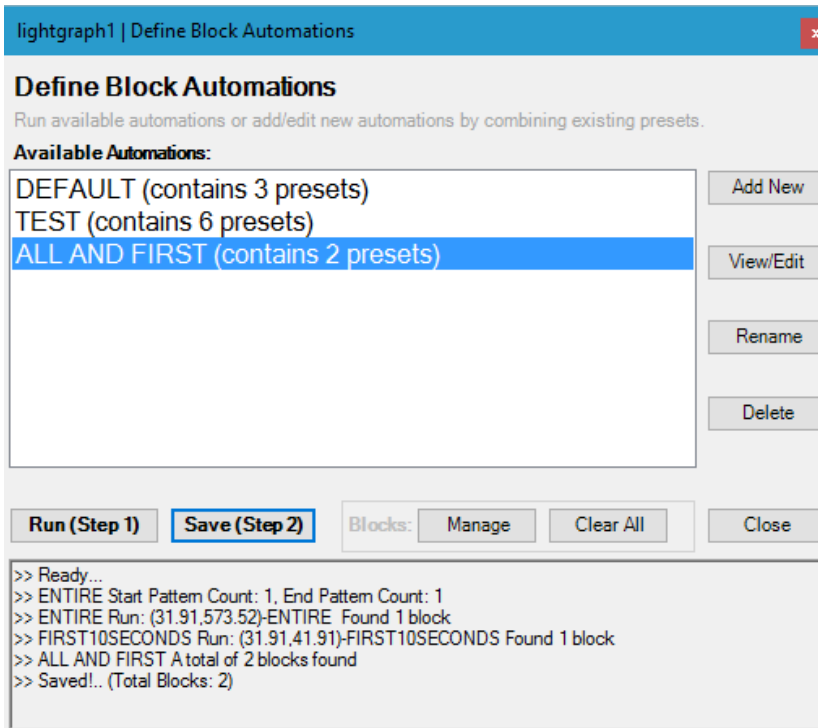 lightgraph1 | Define Block Automations
x
Define Block Automations
Run available automations or add/edit new automations by combining existing presets.
Available Automations:
DEFAULT (contains 3 presets)
TEST (contains 6 presets)
ALL AND FIRST (contains 2 presets)
Add New
View/Edit
Rename
Delete
Run (Step 1)
Save (Step 2)
Blocks:
Manage
Clear All
Close
>> Ready...
>> ENTIRE Start Pattern Count: 1, End Pattern Count: 1
>> ENTIRE Run: (31.91,573.52)-ENTIRE Found 1 block
>> FIRST10SECONDS Run: (31.91,41.91)-FIRST10SECONDS Found 1 block
>> ALL AND FIRST A total of 2 blocks found
>> Saved!.. (Total Blocks: 2)